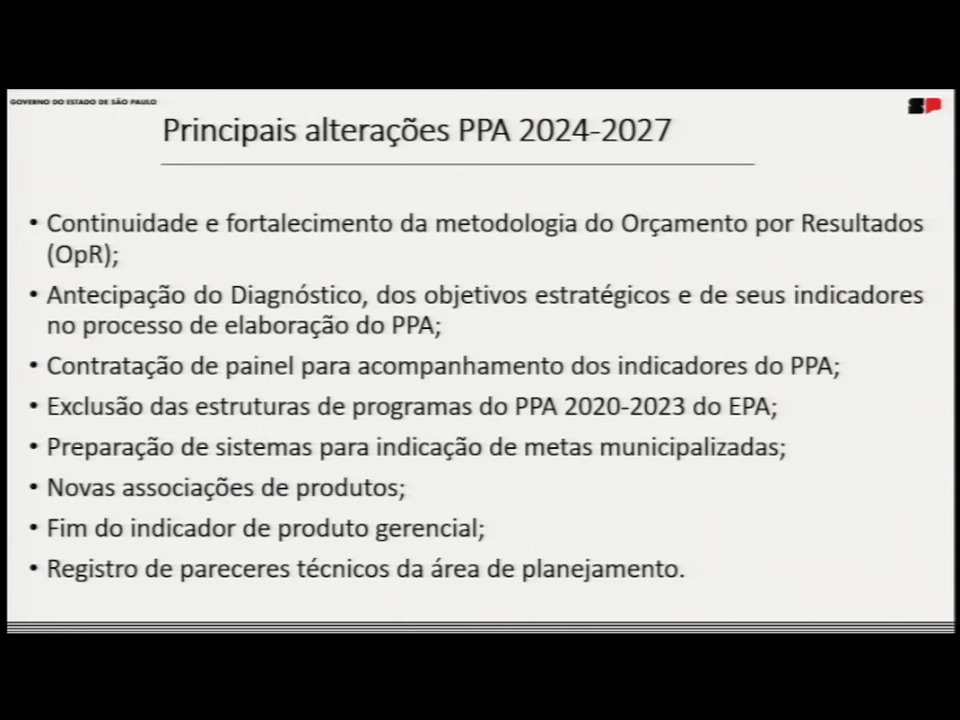 GOVERNO DO ESTADO DE SÃO PAULO
SP
Principais alterações PPA 2024-2027
• Continuidade e fortalecimento da metodologia do Orçamento por Resultados
(OpR);
• Antecipação do Diagnóstico, dos objetivos estratégicos e de seus indicadores
no processo de elaboração do PPA;
• Contratação de painel para acompanhamento dos indicadores do PPA;
• Exclusão das estruturas de programas do PPA 2020-2023 do EPA;
• Preparação de sistemas para indicação de metas municipalizadas;
• Novas associações de produtos;
• Fim do indicador de produto gerencial;
• Registro de pareceres técnicos da área de planejamento.